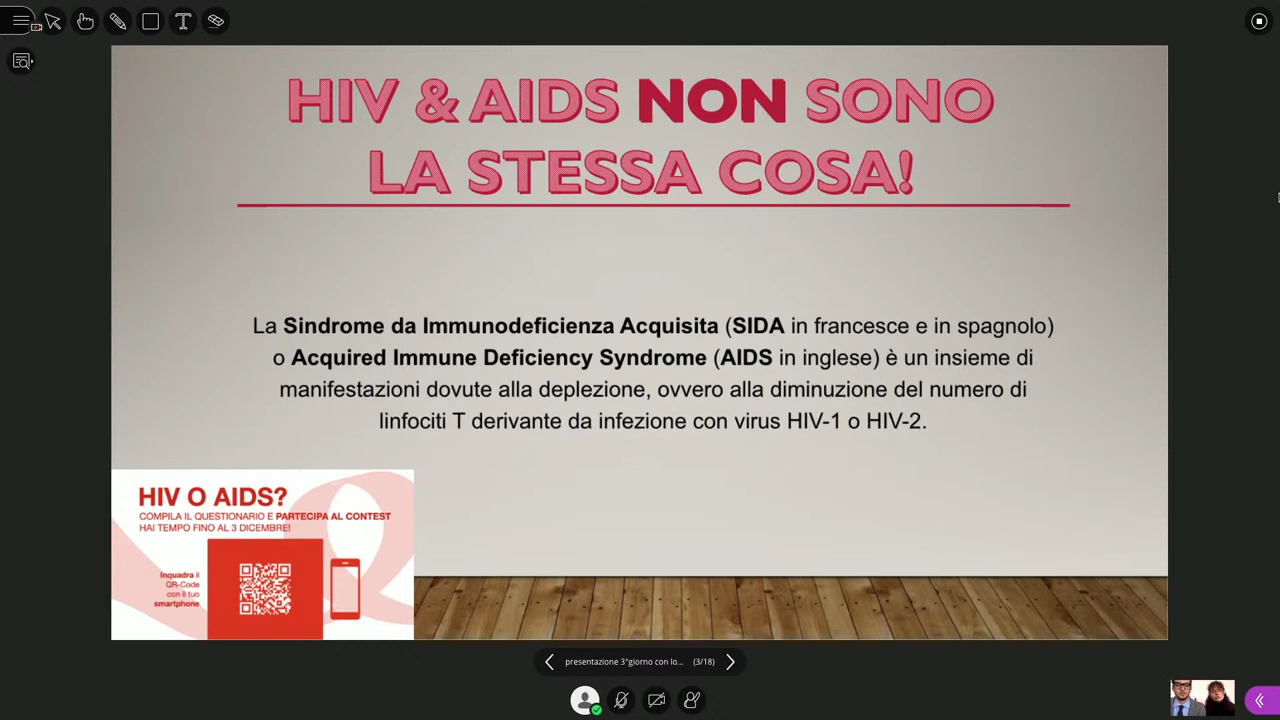 HIV & AIDS NON SONO
LA STESSA COSA!
La Sindrome da Immunodeficienza Acquisita (SIDA in francese e in spagnolo)
o Acquired Immune Deficiency Syndrome (AIDS in inglese) è un insieme di
manifestazioni dovute alla deplezione, ovvero alla diminuzione del numero di
linfociti T derivante da infezione con virus HIV-1 o HIV-2.
HIV O AIDS?
COMPILA IL QUESTIONARIO E PARTECIPA AL CONTEST
HAI TEMPO FINO AL 3 DICEMBRE!
Inquadra il
QR-Code
con il tuo
smartphone
presentazione 3°giorno con lo... (3/18)